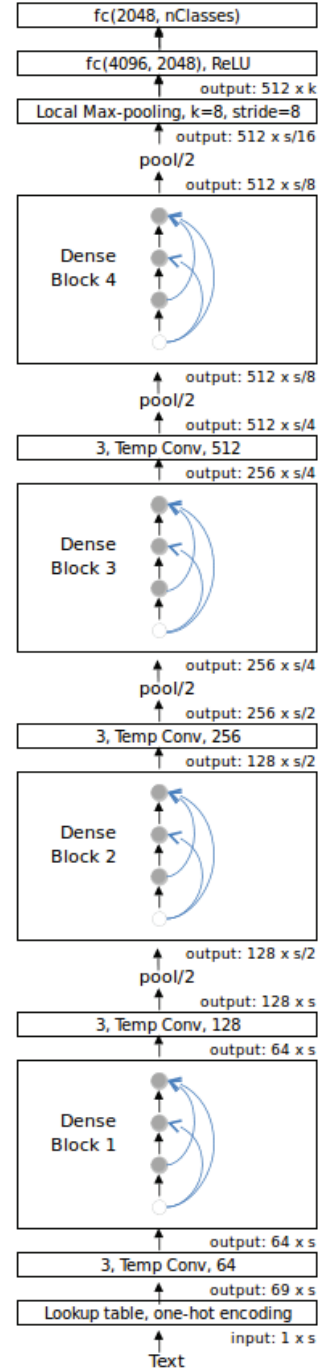 fc(2048, nClasses)
fc(4096, 2048), ReLU
output: 512 x k
Local Max-pooling, k=8, stride=8
output: 512 x s/16
pool/2
output: 512 x s/8
Dense
Block 4
output: 512 x s/8
pool/2
output: 512 x s/4
3, Temp Conv, 512
output: 256 x s/4
Dense
Block 3
output: 256 x s/4
pool/2
output: 256 x s/2
3, Temp Conv, 256
output: 128 x s/2
Dense
Block 2
output: 128 x s/2
pool/2
output: 128 x s
3, Temp Conv, 128
output: 64 x s
Dense
Block 1
output: 64 x s
3, Temp Conv, 64
output: 69 x s
Lookup table, one-hot encoding
input: 1 x s
Text